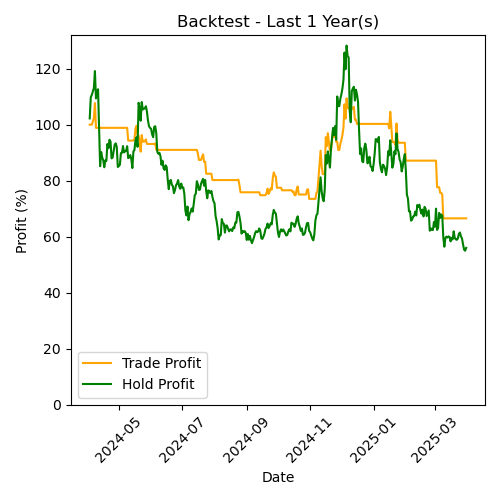 Backtest - Last 1 Year(s)
Profit (%)
120
100
80
60
40
20
0
Trade Profit
Hold Profit
2024-05
2024-07
2024-09
2024-11
2025-01
2025-03
Date